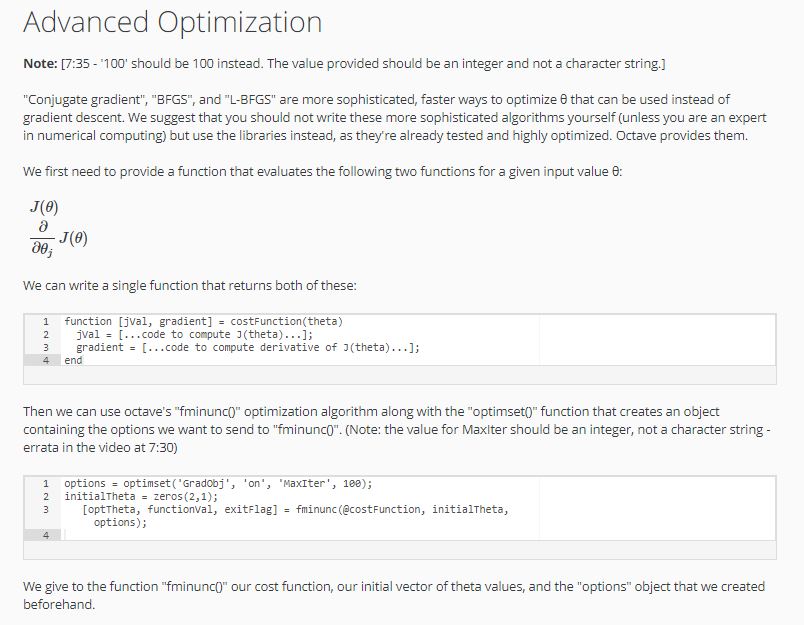 Advanced Optimization
Note: [7:35 - '100' should be 100 instead. The value provided should be an integer and not a character string.]
"Conjugate gradient", "BFGS", and "L-BFGS" are more sophisticated, faster ways to optimize θ that can be used instead of
gradient descent. We suggest that you should not write these more sophisticated algorithms yourself (unless you are an expert
in numerical computing) but use the libraries instead, as they're already tested and highly optimized. Octave provides them.
We first need to provide a function that evaluates the following two functions for a given input value θ:
J(θ)
∂
∂θj J(θ)
We can write a single function that returns both of these:
1 function [jVal, gradient] = costFunction(theta)
2 jVal = [...code to compute J(theta)...];
3 gradient = [...code to compute derivative of J(theta)...];
4 end
Then we can use octave's "fminunc()" optimization algorithm along with the "optimset()" function that creates an object
containing the options we want to send to "fminunc()". (Note: the value for MaxIter should be an integer, not a character string -
errata in the video at 7:30)
1 options = optimset('GradObj', 'on', 'MaxIter', 100);
2 initialTheta = zeros(2,1);
3 [optTheta, functionVal, exitFlag] = fminunc(@costFunction, initialTheta,
options);
4
We give to the function "fminunc()" our cost function, our initial vector of theta values, and the "options" object that we created
beforehand.